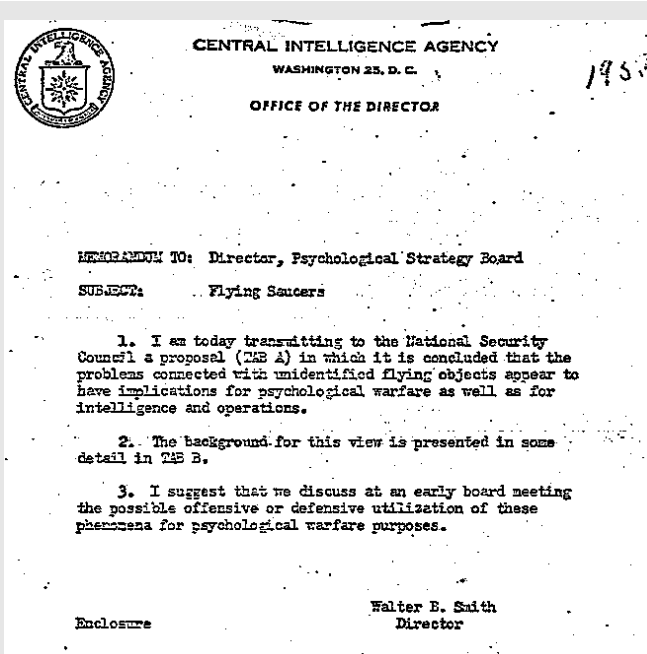 CENTRAL INTELLIGENCE AGENCY
CENTRAL INTELLIGENCE AGENCY
WASHINGTON 25, D. C.
195
OFFICE OF THE DIRECTOR
MEMORANDUM TO: Director, Psychological Strategy Board
SUBJECT: Flying Saucers
1. I am today transmitting to the National Security
Council a proposal (TAB A) in which it is concluded that the
problems connected with unidentified flying objects appear to
have implications for psychological warfare as well as for
intelligence and operations.
2. The background for this view is presented in some
detail in TAB B.
3. I suggest that we discuss at an early board meeting
the possible offensive or defensive utilization of these
phenomena for psychological warfare purposes.
Walter B. Smith
Enclosure Director